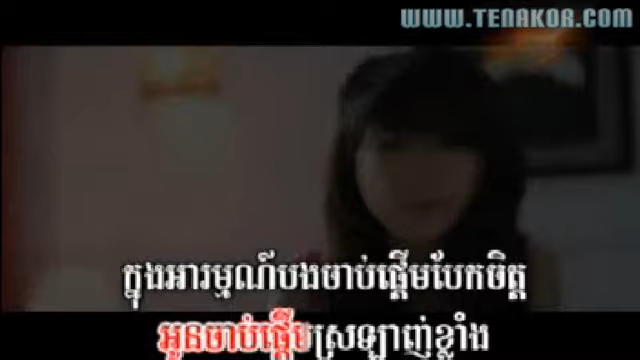 WWW.TENAKOR.COM
ក្នុងអារម្មណ៍បងចាប់ផ្ដើមបែកចិត្ត
អូនចាប់ផ្ដើមស្រឡាញ់ខ្លាំង